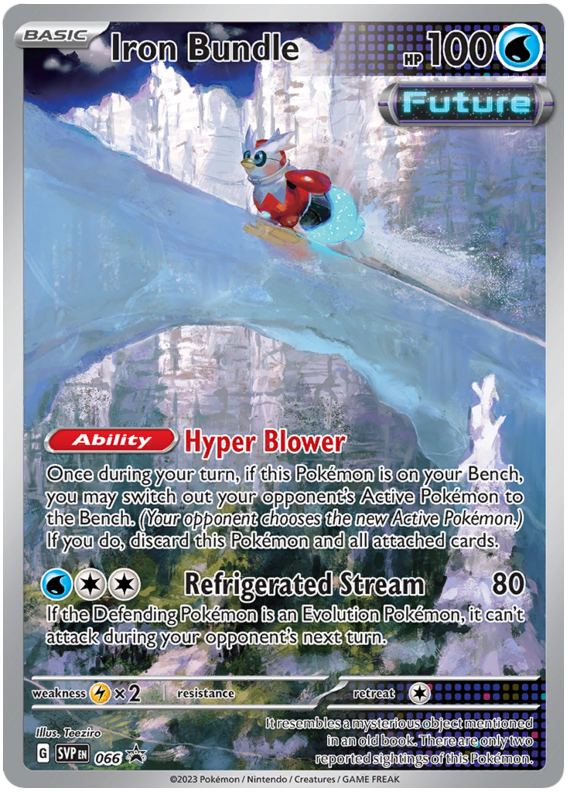 BASIC
Iron Bundle
HP 100
Future
Ability Hyper Blower
Once during your turn, if this Pokémon is on your Bench,
you may switch out your opponent's Active Pokémon to
the Bench. (Your opponent chooses the new Active Pokémon.)
If you do, discard this Pokémon and all attached cards.
Refrigerated Stream 80
If the Defending Pokémon is an Evolution Pokémon, it can't
attack during your opponent's next turn.
weakness ×2 resistance retreat
Illus. Teeziro
G SVP EN 066
It resembles a mysterious object mentioned
in an old book. There are only two
reported sightings of this Pokémon.
©2023 Pokémon / Nintendo / Creatures / GAME FREAK